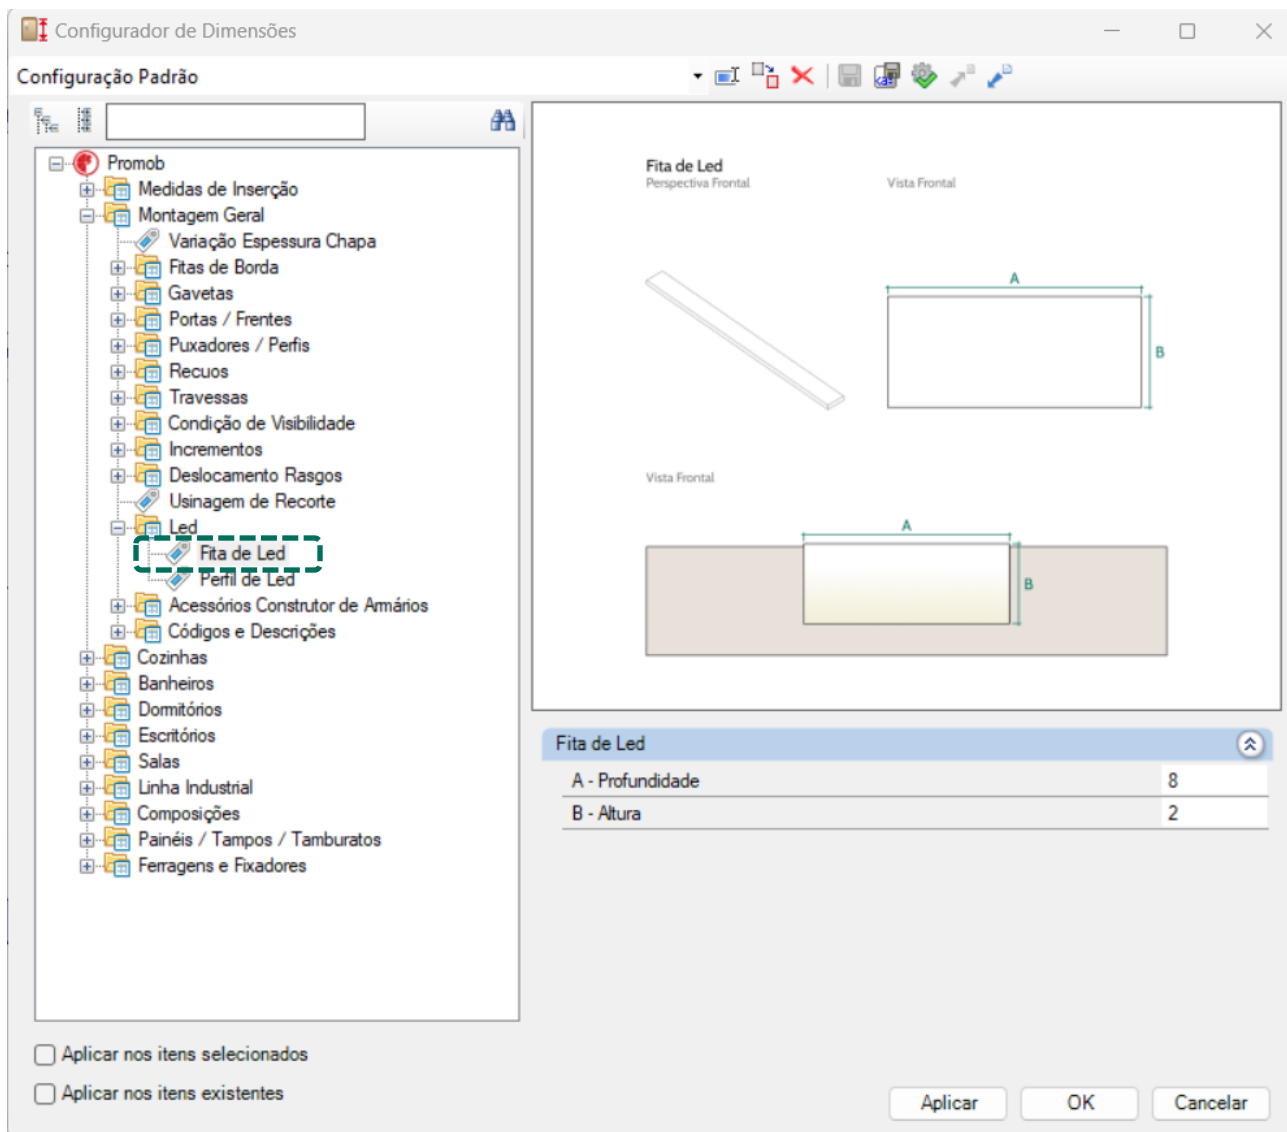 Configurador de Dimensões
Configuração Padrão
Promob
Medidas de Inserção
Montagem Geral
Variação Espessura Chapa
Fitas de Borda
Gavetas
Portas / Frentes
Puxadores / Perfis
Recuos
Travessas
Condição de Visibilidade
Incrementos
Deslocamento Rasgos
Usinagem de Recorte
Led
Fita de Led
Perfil de Led
Acessórios Construtor de Armários
Códigos e Descrições
Cozinhas
Banheiros
Dormitórios
Escritórios
Salas
Linha Industrial
Composições
Painéis / Tampos / Tamburatos
Ferragens e Fixadores
Fita de Led
Perspectiva Frontal
Vista Frontal
A
B
Vista Frontal
A
B
Fita de Led
A - Profundidade 8
B - Altura 2
Aplicar nos itens selecionados
Aplicar nos itens existentes
Aplicar OK Cancelar